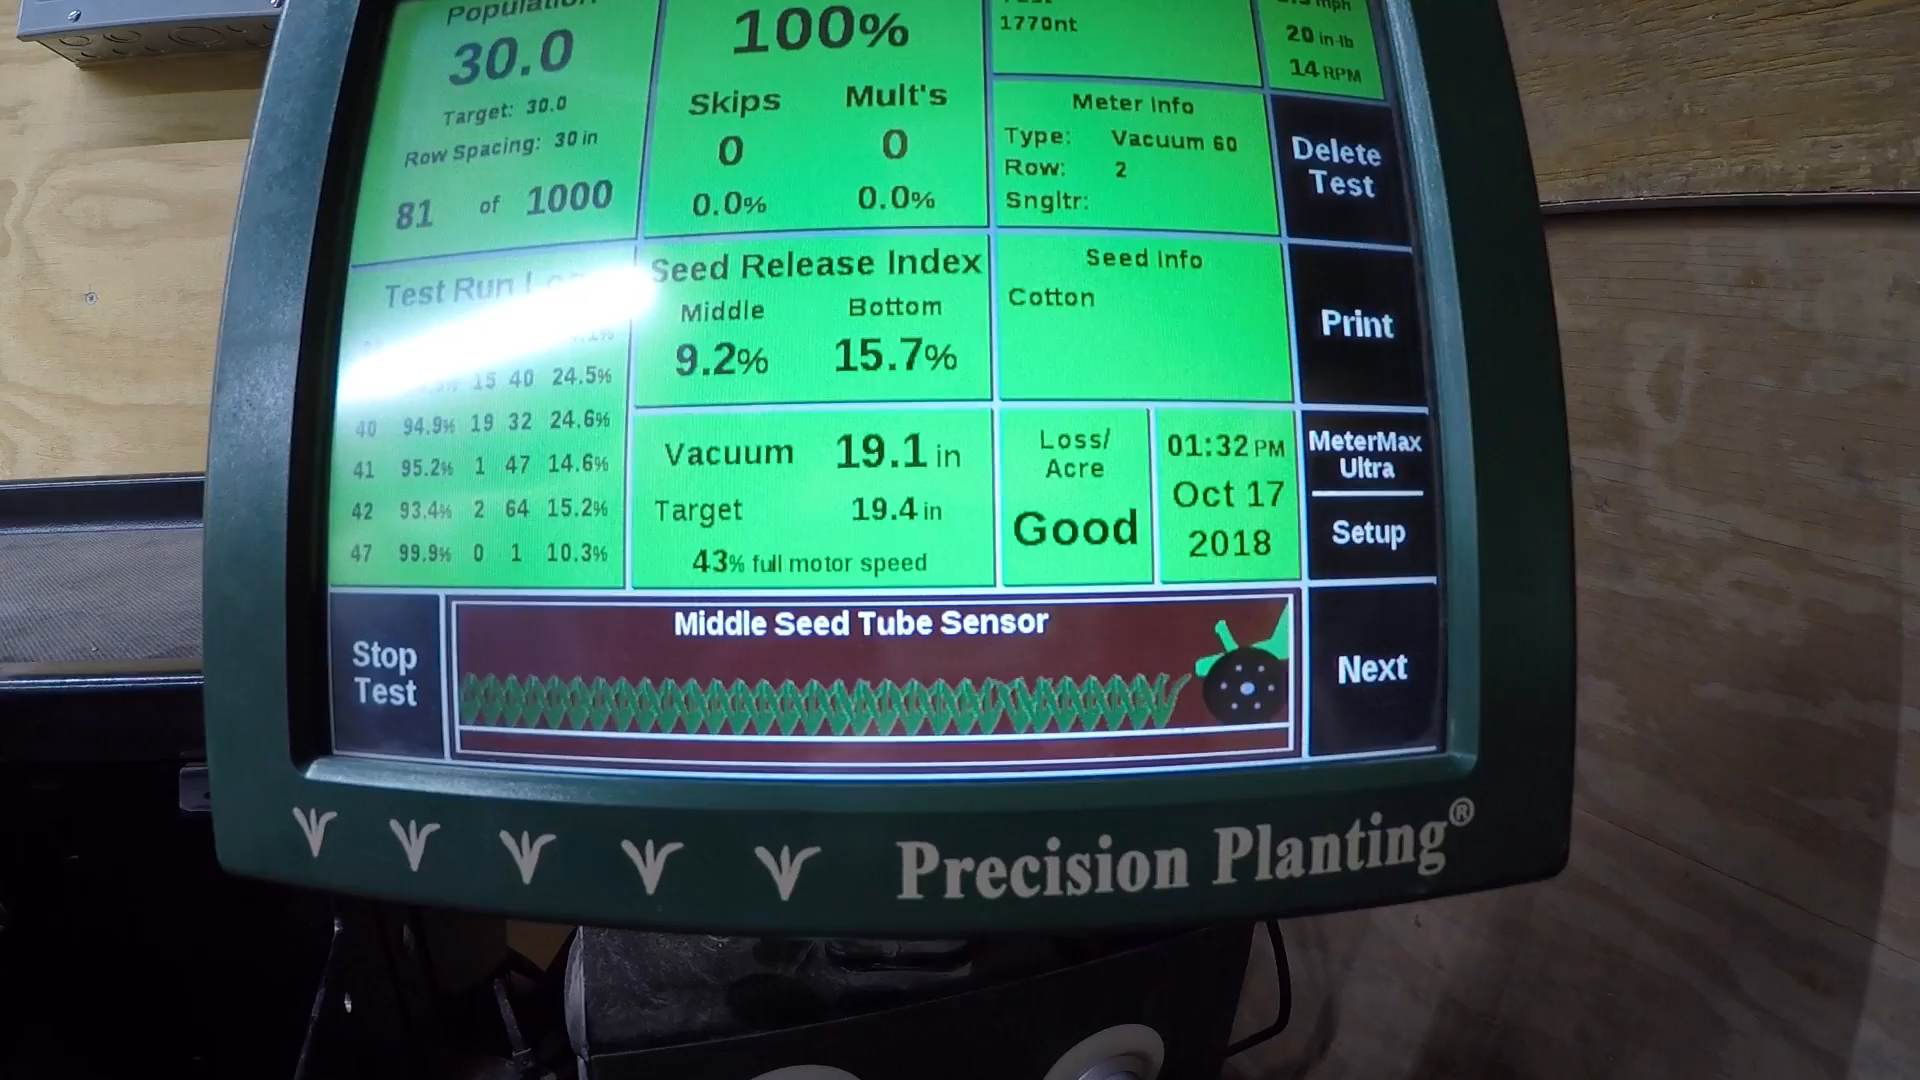 Population
30.0
Target: 30.0
Row Spacing: 30 in
81 of 1000
100%
Skips Mult's
0 0
0.0% 0.0%
1770nt
mph
20 in-lb
14 RPM
Meter Info
Type: Vacuum 60
Row: 2
Sngltr:
Delete
Test
Test Run
15 40 24.5%
40 94.9% 19 32 24.6%
41 95.2% 1 47 14.6%
42 93.4% 2 64 15.2%
47 99.9% 0 1 10.3%
Seed Release Index
Middle Bottom
9.2% 15.7%
Seed Info
Cotton
Print
Vacuum 19.1 in
Target 19.4 in
43% full motor speed
Loss/
Acre
Good
01:32 PM
Oct 17
2018
MeterMax
Ultra
Setup
Stop
Test
Middle Seed Tube Sensor
Next
Precision Planting®